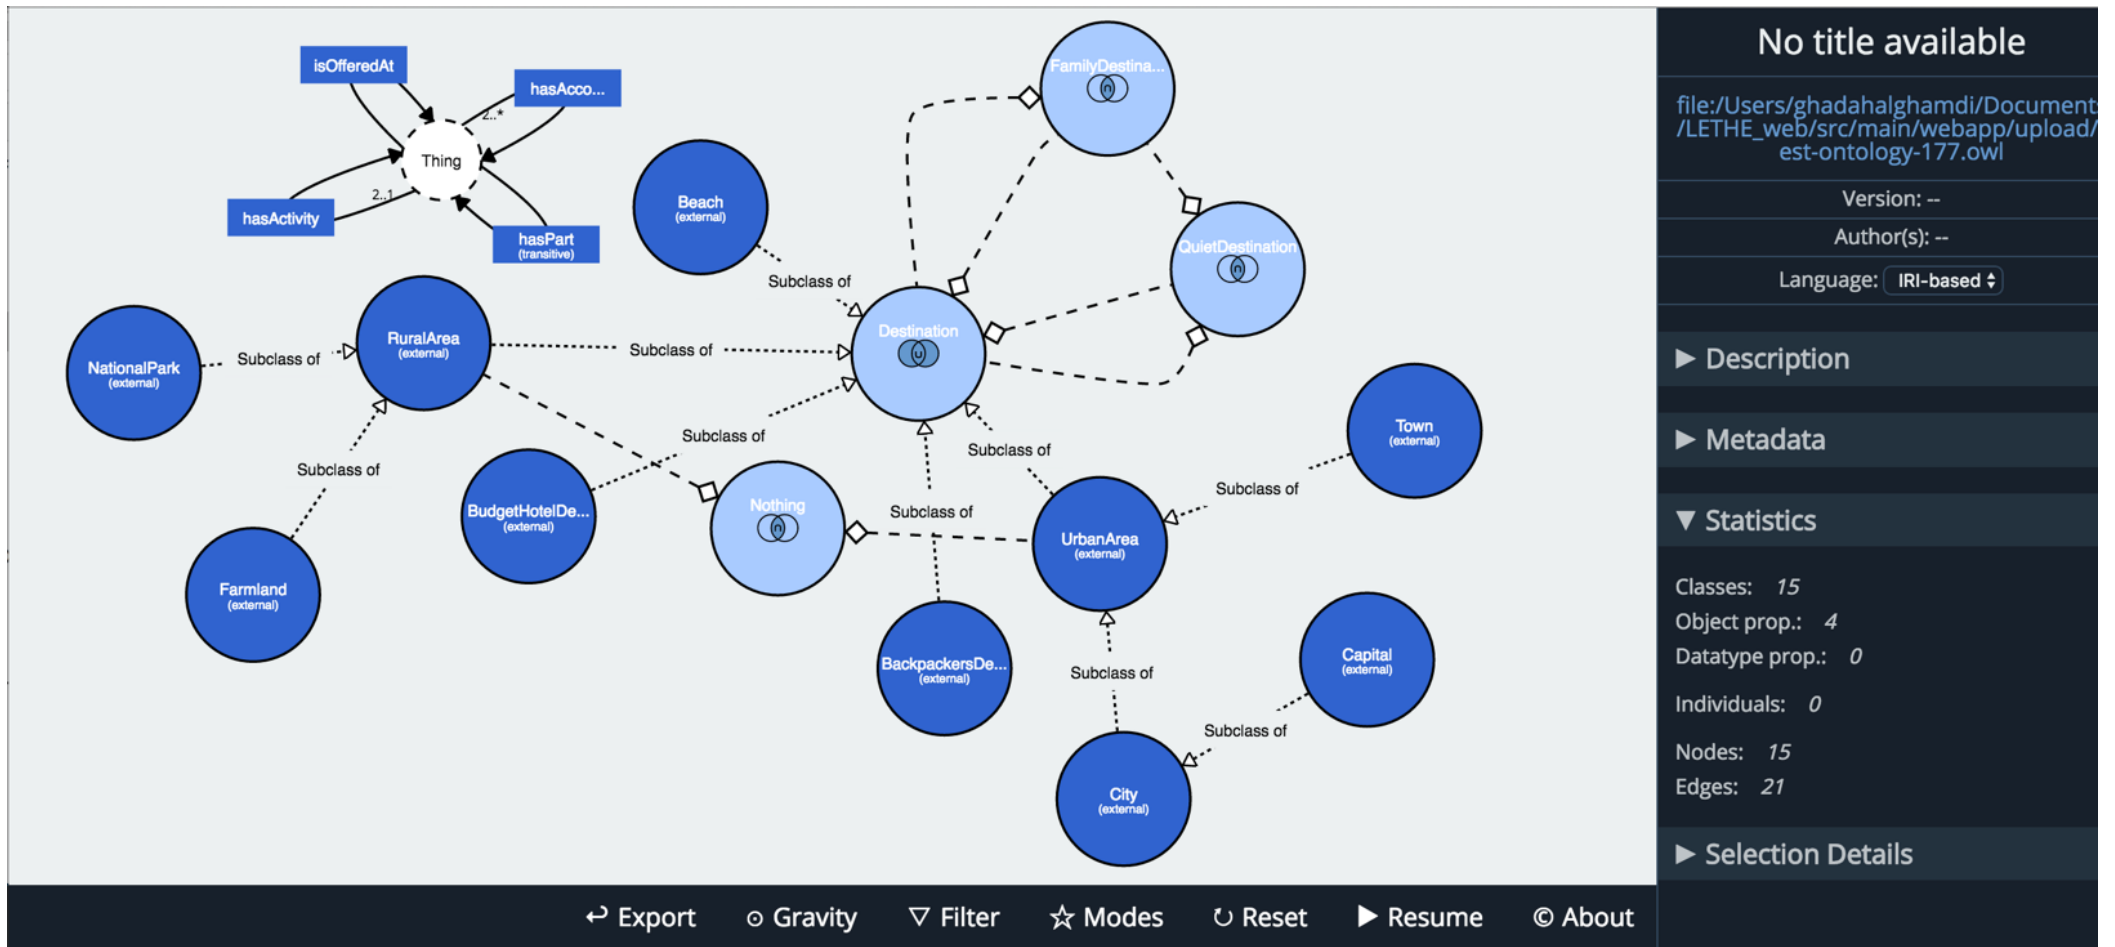 isOfferedAt
hasAcco...
2..*
Thing
2..1
hasActivity
hasPart
(transitive)
FamilyDestina...
Beach
(external)
QuietDestination
Subclass of
Destination
NationalPark
(external)
Subclass of
RuralArea
(external)
Subclass of
Subclass of
Subclass of
Subclass of
Town
(external)
Subclass of
BudgetHotelDe...
(external)
Nothing
Subclass of
UrbanArea
(external)
Farmland
(external)
BackpackersDe...
(external)
Subclass of
Capital
(external)
Subclass of
City
(external)
No title available
file:/Users/ghadahalghamdi/Documents
/LETHE_web/src/main/webapp/upload/
est-ontology-177.owl
Version: --
Author(s): --
Language: IRI-based
Description
Metadata
Statistics
Classes: 15
Object prop.: 4
Datatype prop.: 0
Individuals: 0
Nodes: 15
Edges: 21
Selection Details
Export
Gravity
Filter
Modes
Reset
Resume
© About